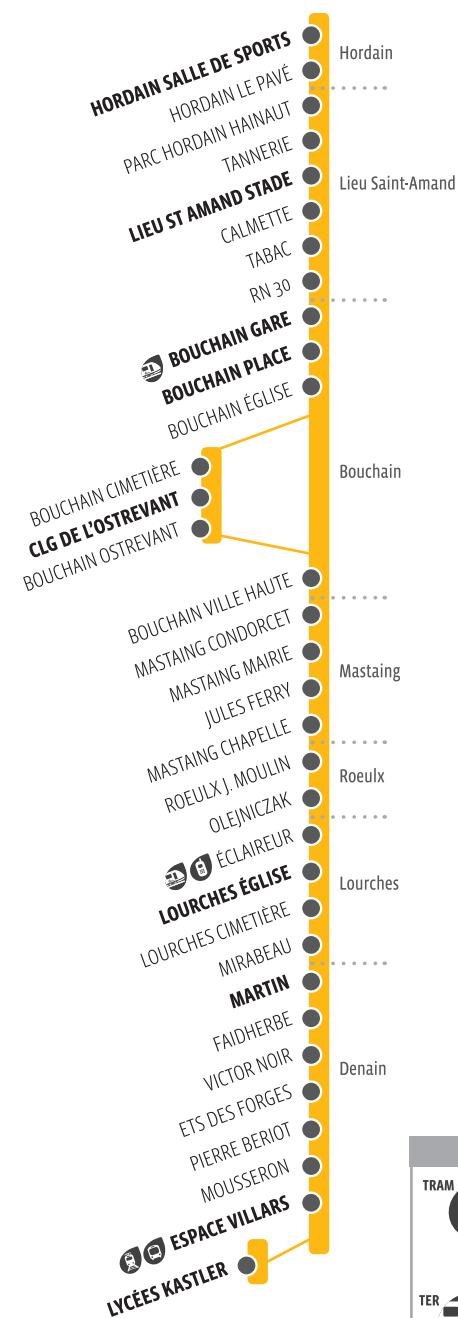 HORDAIN SALLE DE SPORTS
HORDAIN LE PAVÉ
Hordain
PARC HORDAIN HAINAUT
TANNERIE
LIEU ST AMAND STADE
Lieu Saint-Amand
CALMETTE
TABAC
RN 30
BOUCHAIN GARE
BOUCHAIN PLACE
BOUCHAIN ÉGLISE
BOUCHAIN CIMETIÈRE
Bouchain
CLG DE L'OSTREVANT
BOUCHAIN OSTREVANT
BOUCHAIN VILLE HAUTE
MASTAING CONDORCET
MASTAING MAIRIE
Mastaing
JULES FERRY
MASTAING CHAPELLE
ROEULX J. MOULIN
Roeulx
OLEJNICZAK
ÉCLAIREUR
LOURCHES ÉGLISE
Lourches
LOURCHES CIMETIÈRE
MIRABEAU
MARTIN
FAIDHERBE
VICTOR NOIR
Denain
ETS DES FORGES
PIERRE BERIOT
MOUSSERON
ESPACE VILLARS
LYCÉES KASTLER
TRAM
TER